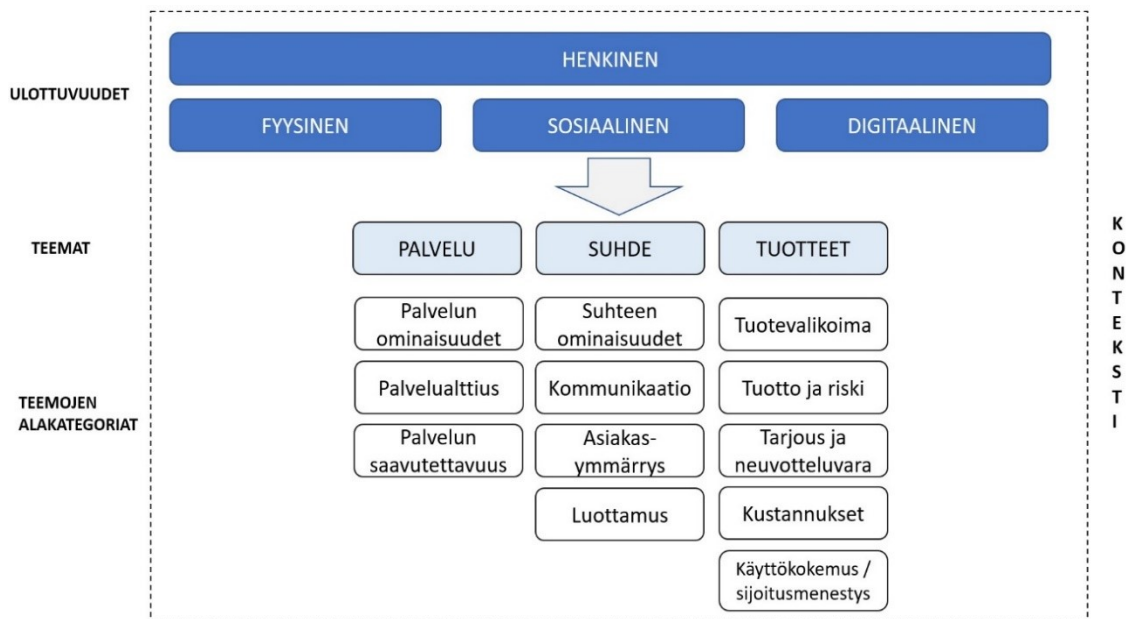 HENKINEN
ULOTTUVUUDET
FYYSINEN
SOSIAALINEN
DIGITAALINEN
TEEMAT
PALVELU
SUHDE
TUOTTEET
Palvelun
ominaisuudet
Suhteen
ominaisuudet
Tuotevalikoima
TEEMOJEN
ALAKATEGORIAT
Palvelualttius
Kommunikaatio
Tuotto ja riski
Palvelun
saavutettavuus
Asiakas-
ymmärrys
Tarjous ja
neuvotteluvara
Luottamus
Kustannukset
Käyttökokemus /
sijoitusmenestys
KONTEKSTI